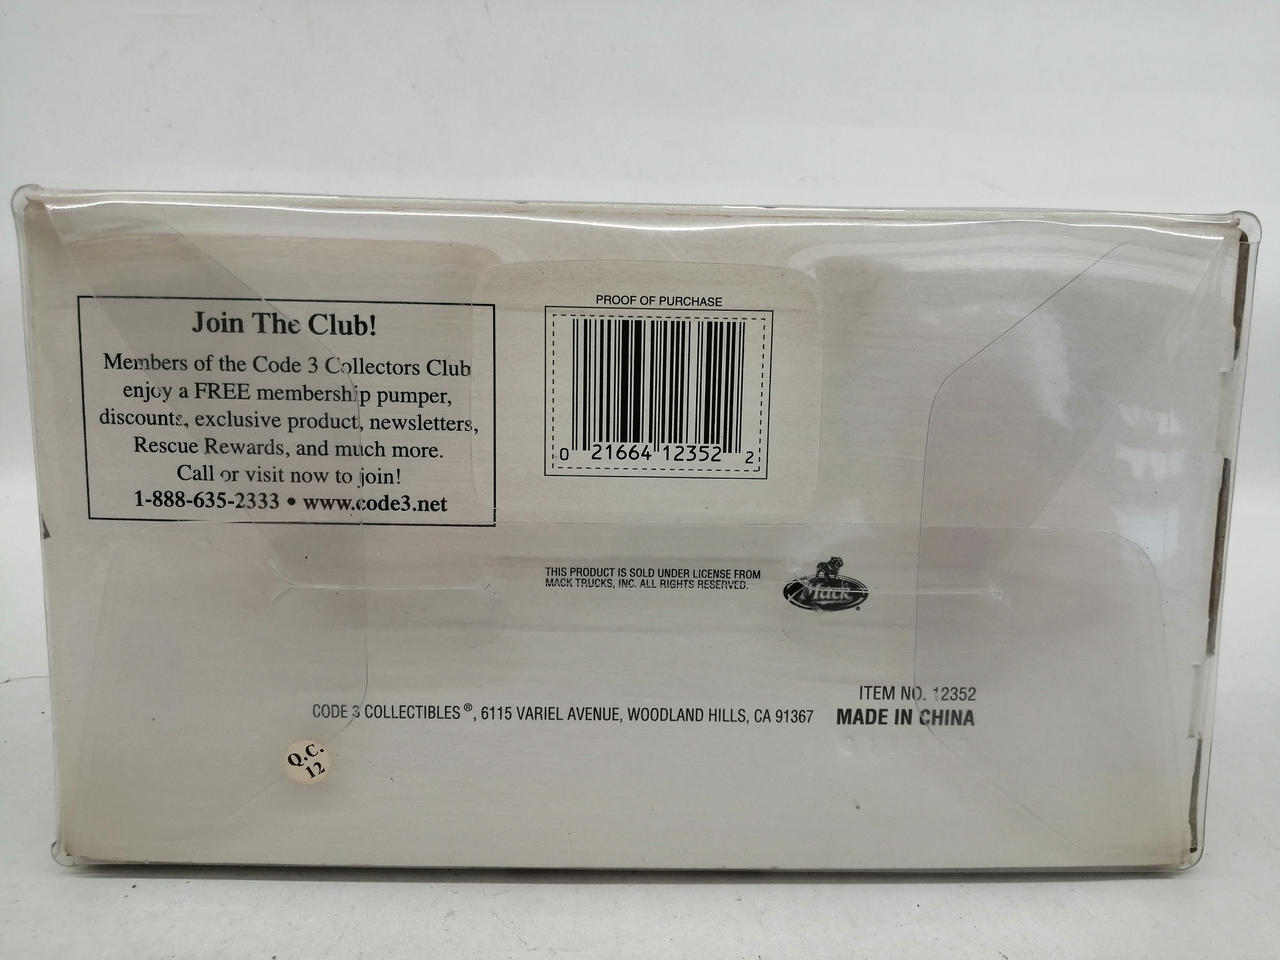 Join The Club!
Members of the Code 3 Collectors Club
enjoy a FREE membership pumper,
discounts, exclusive product, newsletters,
Rescue Rewards, and much more.
Call or visit now to join!
1-888-635-2333 • www.code3.net
PROOF OF PURCHASE
0 21664 12352 2
THIS PRODUCT IS SOLD UNDER LICENSE FROM
MACK TRUCKS, INC. ALL RIGHTS RESERVED.
Mack
ITEM NO. 12352
CODE 3 COLLECTIBLES®, 6115 VARIEL AVENUE, WOODLAND HILLS, CA 91367
MADE IN CHINA
Q.C.
12